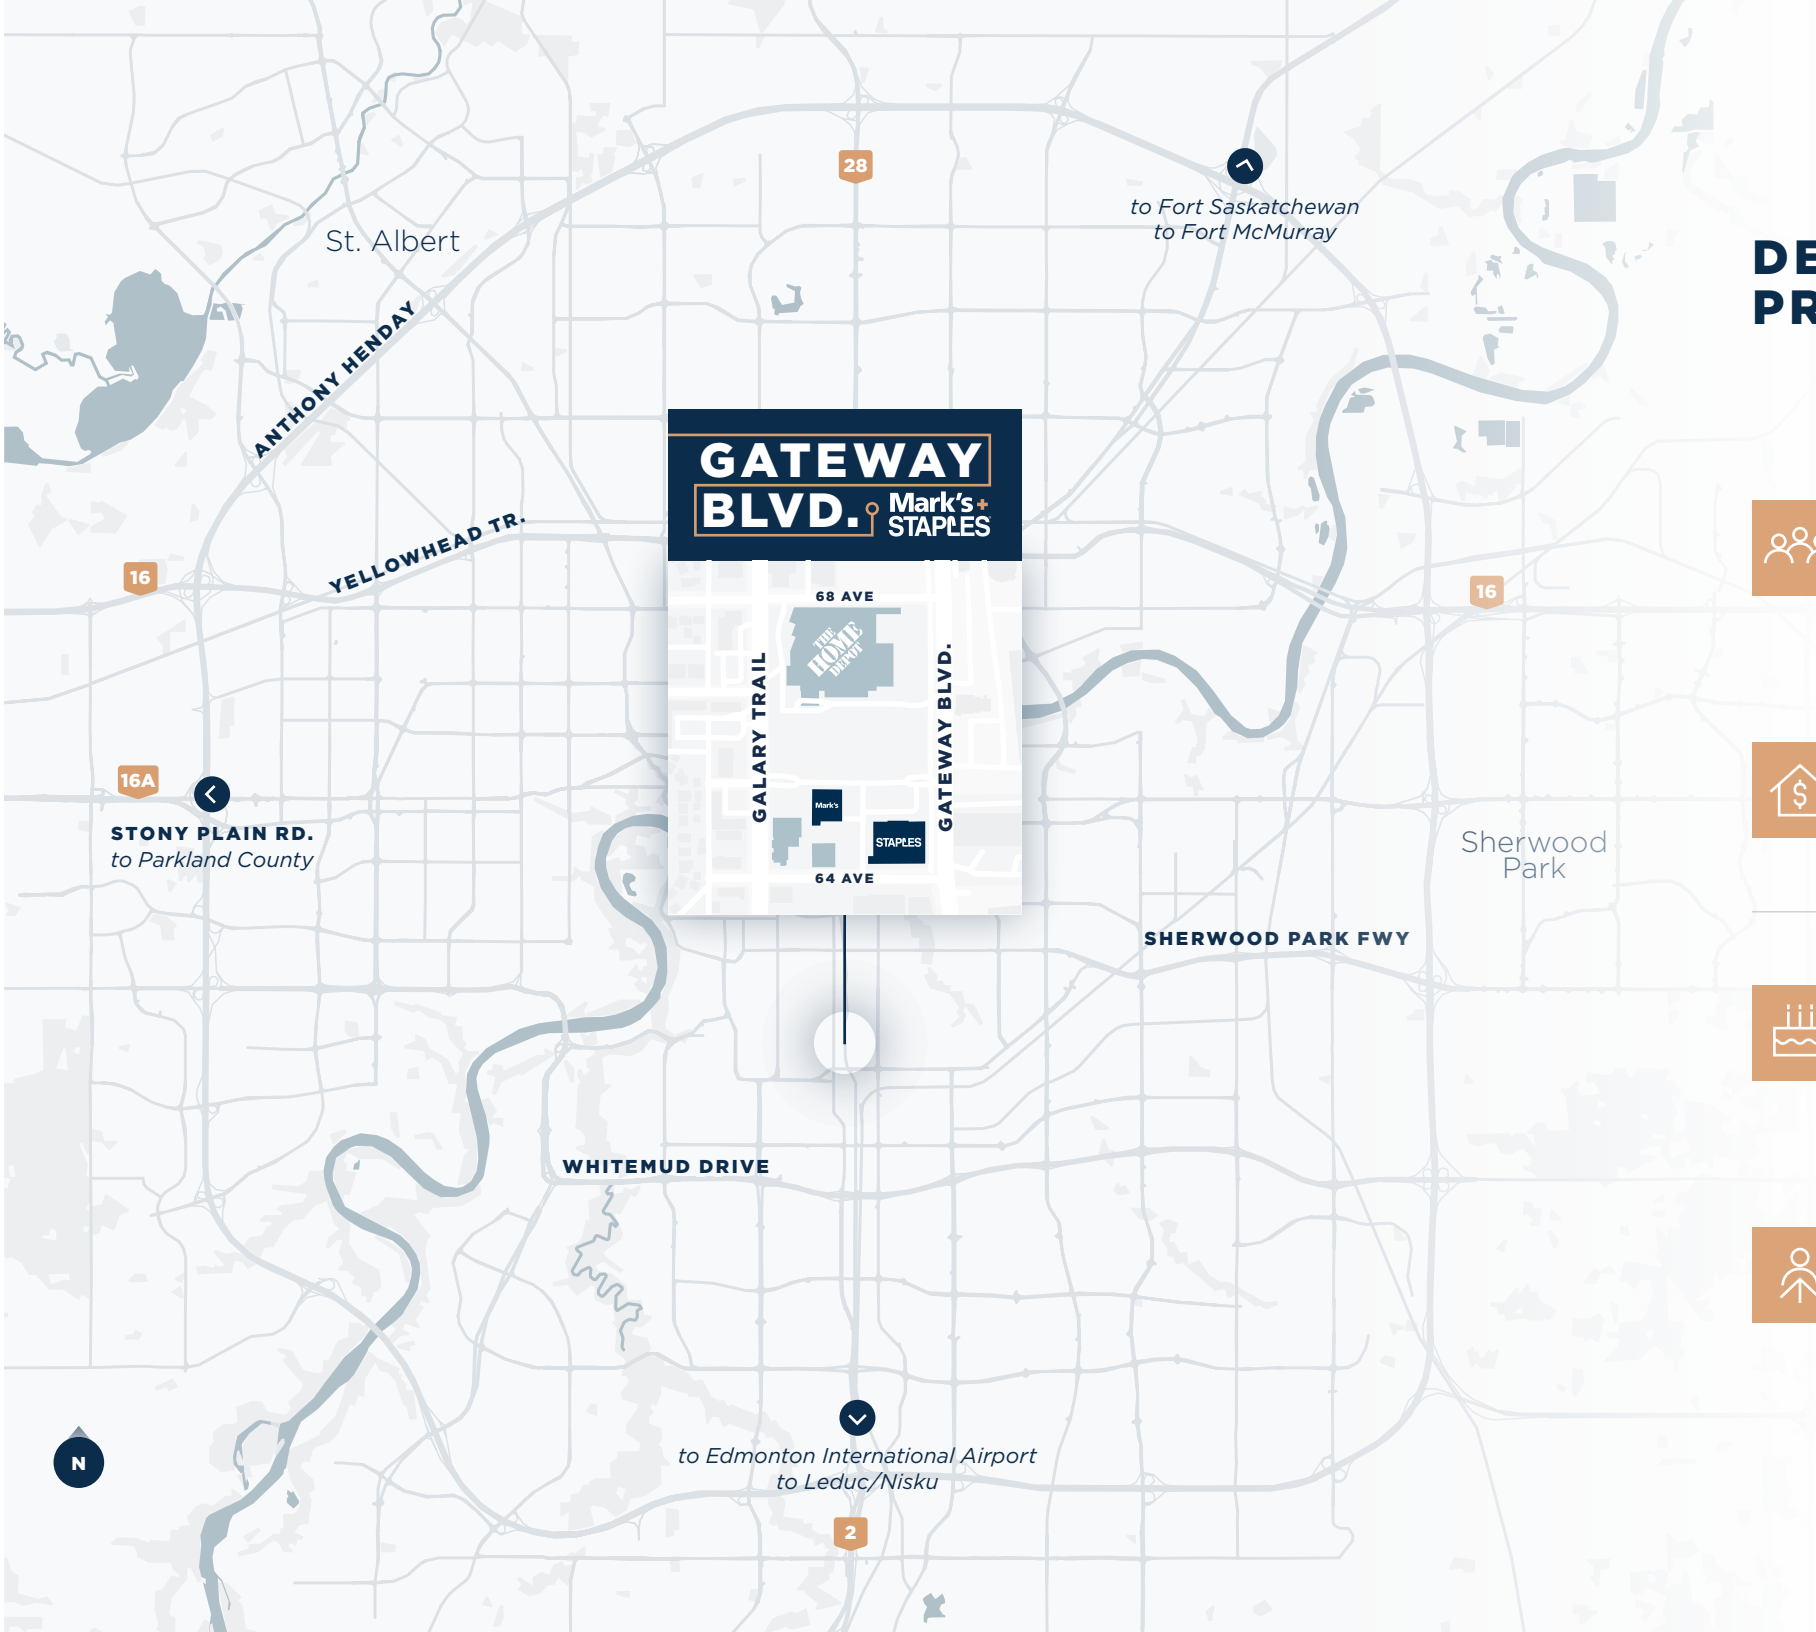 28
to Fort Saskatchewan
to Fort McMurray
St. Albert
DE
PR
ANTHONY HENDAY
GATEWAY
BLVD.
Mark's+
STAPLES
YELLOWHEAD TR.
16
16
68 AVE
THE
HOME
DEPOT
GALARY TRAIL
GATEWAY BLVD.
16A
STONY PLAIN RD.
to Parkland County
Mark's
STAPLES
64 AVE
Sherwood
Park
SHERWOOD PARK FWY
WHITEMUD DRIVE
N
to Edmonton International Airport
to Leduc/Nisku
2